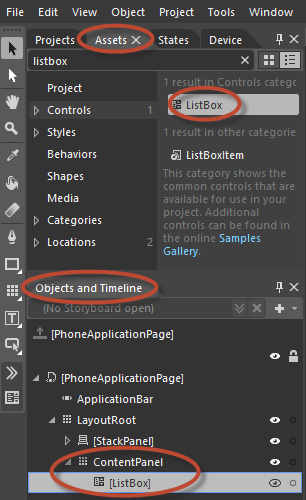 File Edit View Object Project Tools Window
Projects Assets States Device
listbox
Project
Controls 1
Styles
Behaviors
Shapes
Media
Categories
Locations 2
1 result in Controls catego
ListBox
1 result in other categorie
ListBoxItem
This category shows the
common controls that are
available for use in your
project. Additional
controls can be found in
the online Samples
Gallery.
Objects and Timeline
(No Storyboard open)
[PhoneApplicationPage]
[PhoneApplicationPage]
ApplicationBar
LayoutRoot
[StackPanel]
ContentPanel
[ListBox]